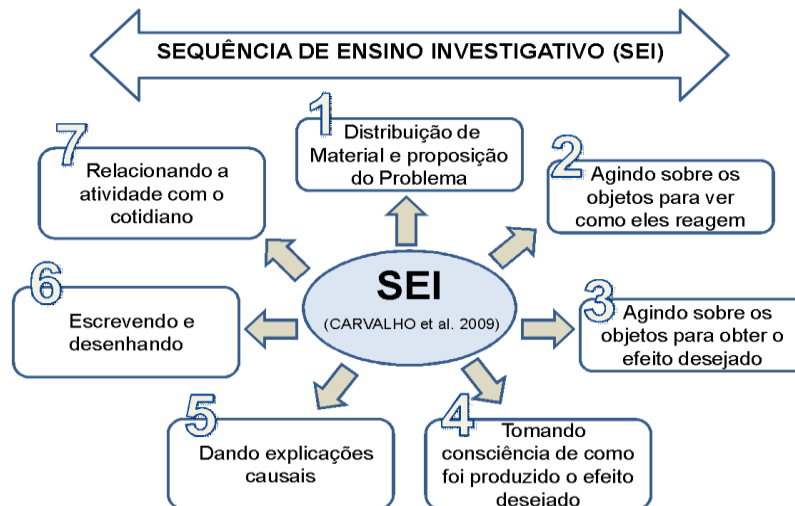 SEQUÊNCIA DE ENSINO INVESTIGATIVO (SEI)
1
Distribuição de
Material e proposição
do Problema
2
Agindo sobre os
objetos para ver
como eles reagem
3
Agindo sobre os
objetos para obter o
efeito desejado
4
Tomando
consciência de como
foi produzido o efeito
desejado
5
Dando explicações
causais
6
Escrevendo e
desenhando
7
Relacionando a
atividade com o
cotidiano
SEI
(CARVALHO et al. 2009)